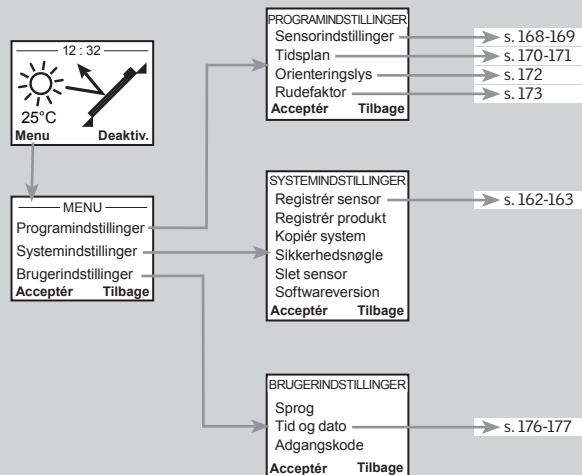 12 : 32
25°C
Menu Deaktiv.
MENU
Programindstillinger
Systemindstillinger
Brugerindstillinger
Acceptér Tilbage
PROGRAMINDSTILLINGER
Sensorindstillinger s. 168-169
Tidsplan s. 170-171
Orienteringslys s. 172
Rudefaktor s. 173
Acceptér Tilbage
SYSTEMINDSTILLINGER
Registrér sensor s. 162-163
Registrér produkt
Kopiér system
Sikkerhedsnøgle
Slet sensor
Softwareversion
Acceptér Tilbage
BRUGERINDSTILLINGER
Sprog
Tid og dato s. 176-177
Adgangskode
Acceptér Tilbage